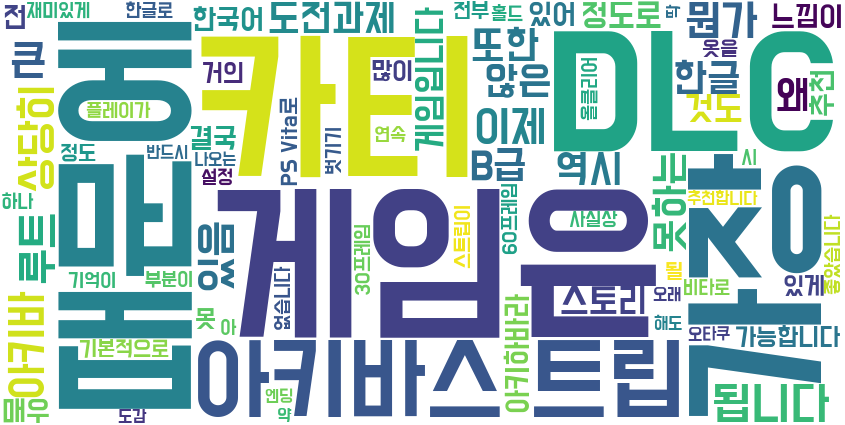 전
재미있게
한글로
한국어
도전과제
전부
홀드
있어
정도로
뭔가
느낌이
옷을
큰
거의
많이
게임입니다
또한
않은
DLC
한글
왜
추천
카티
올클리어
것도
이제
B급
역시
상당히
플레이가
정도
반드시
결국
나오는
설정
PS Vita로
벗기기
연속
하나
루트
맵은
있음
게임은
사실상
못하는
시
추천합니다
가장
스트립이
60프레임
30프레임
없습니다
기억이
부분이
스토리
오래
될
비타로
있게
좋았습니다
해도
오타쿠
가능합니다
아키바
못
아
기본적으로
아키바스트립
아키하바라
엔딩
약
매우
도감
됩니다